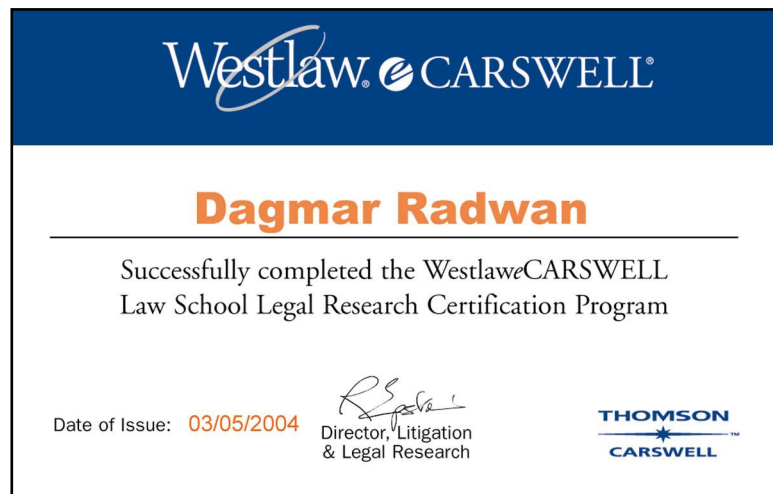 Westlaw. e CARSWELL®
Dagmar Radwan
Successfully completed the WestlaweCARSWELL
Law School Legal Research Certification Program
Date of Issue: 03/05/2004
Director, Litigation
& Legal Research
THOMSON
™
CARSWELL